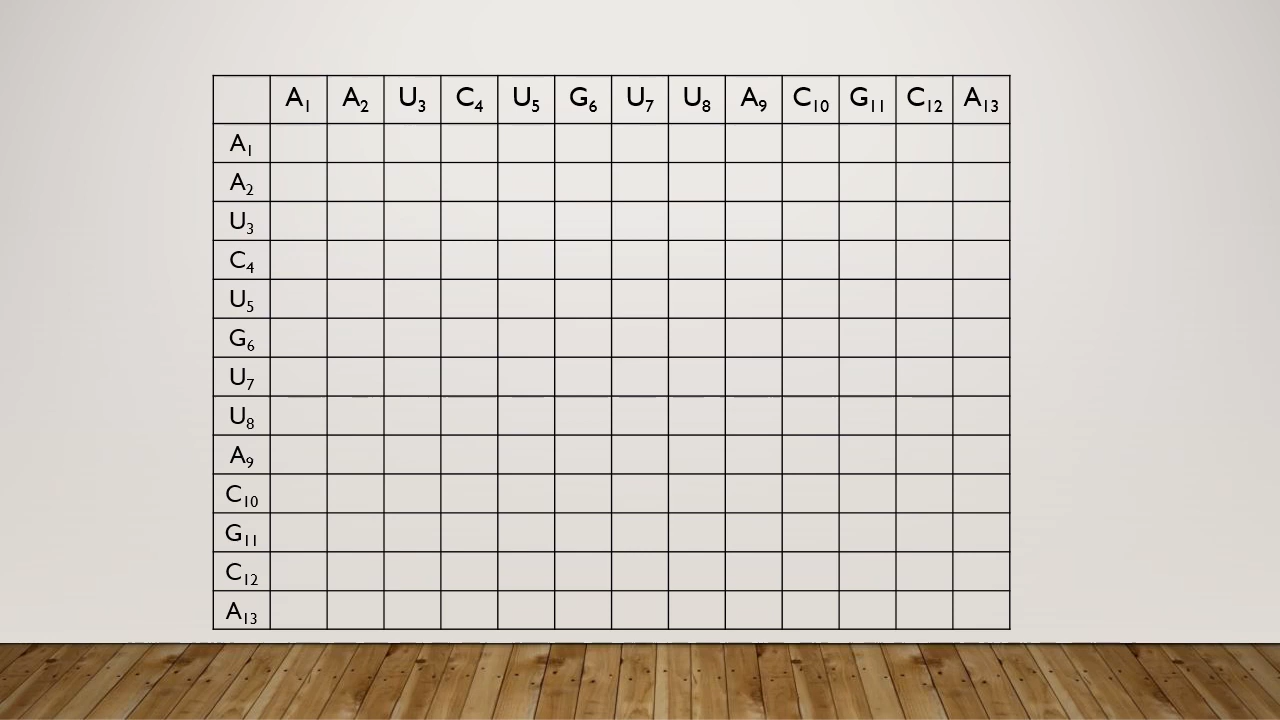 A₁ A₂ U₃ C₄ U₅ G₆ U₇ U₈ A₉ C₁₀ G₁₁ C₁₂ A₁₃
A₁
A₂
U₃
C₄
U₅
G₆
U₇
U₈
A₉
C₁₀
G₁₁
C₁₂
A₁₃